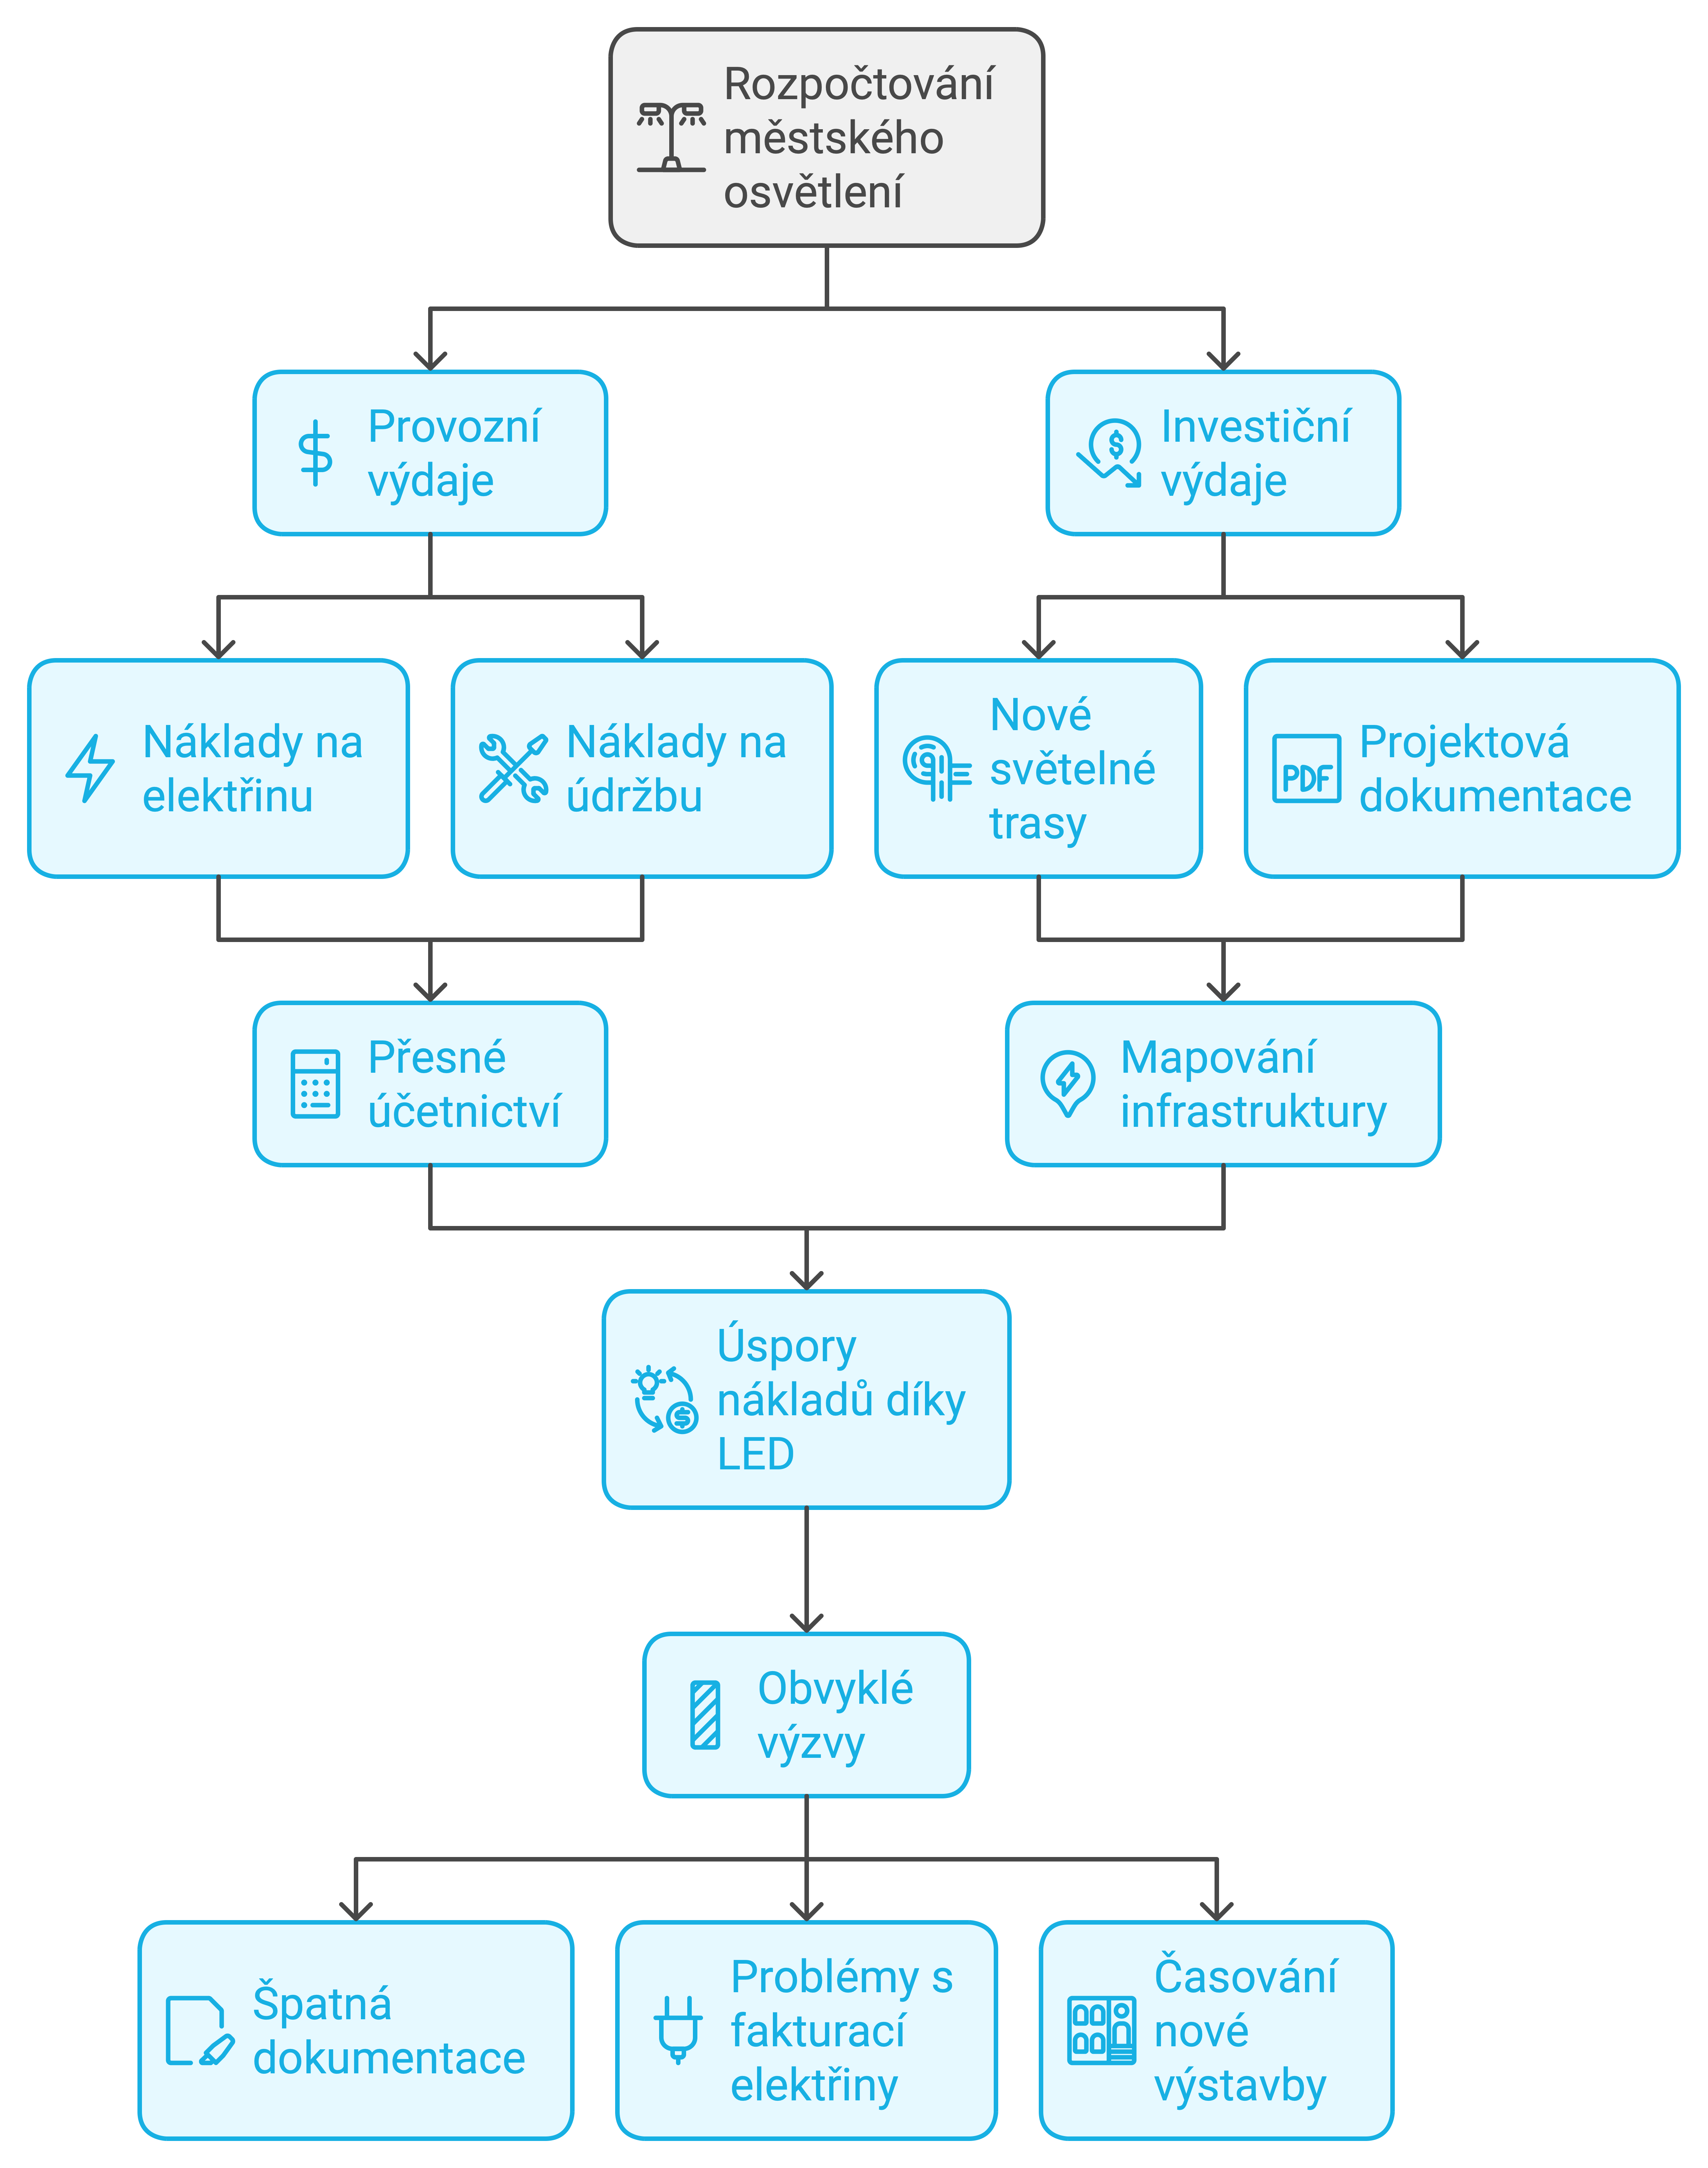 Rozpočtování
městského
osvětlení
Provozní
výdaje
Investiční
výdaje
Náklady na
elektřinu
Náklady na
údržbu
Nové
světelné
trasy
PDF
Projektová
dokumentace
Přesné
účetnictví
Mapování
infrastruktury
Úspory
nákladů díky
LED
Obvyklé
výzvy
Špatná
dokumentace
Problémy s
fakturací
elektřiny
Časování
nové
výstavby